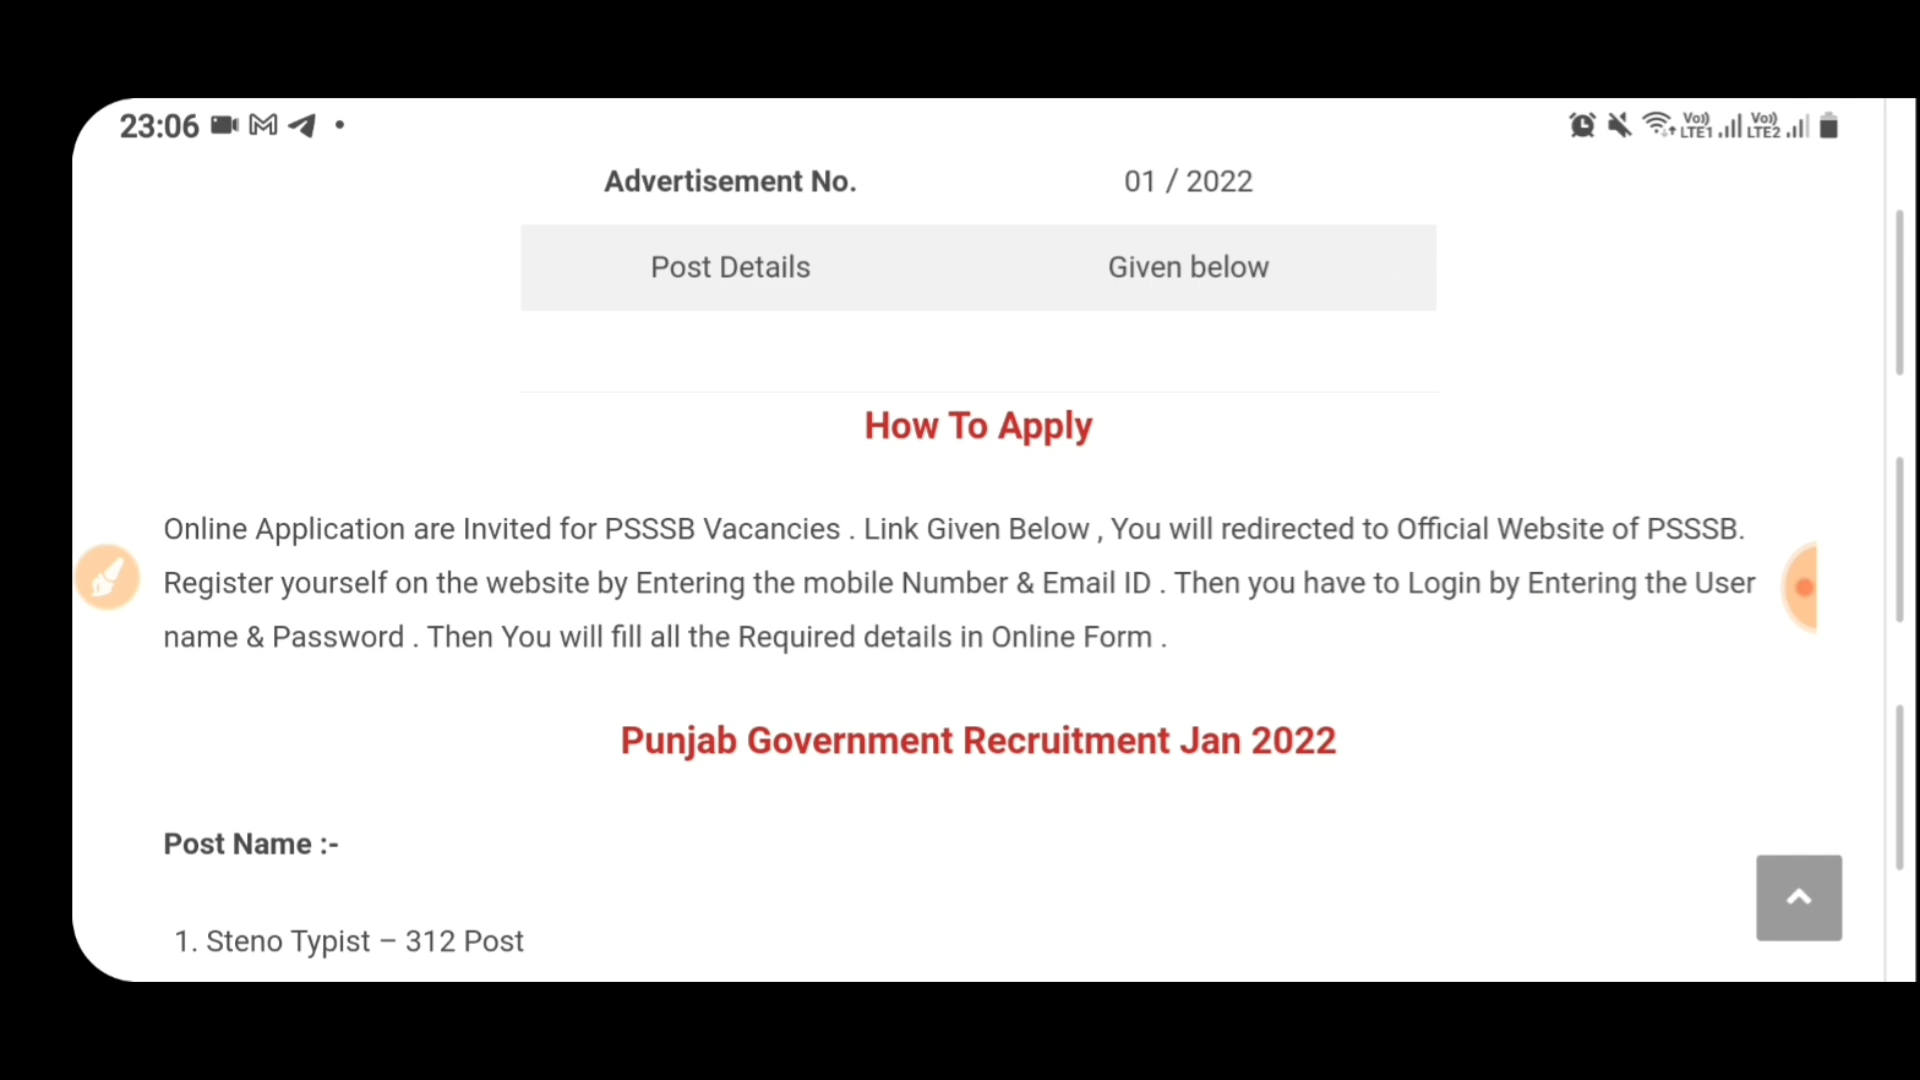 23:06
Vo)) LTE1 Vo)) LTE2
Advertisement No. 01 / 2022
Post Details Given below
How To Apply
Online Application are Invited for PSSSB Vacancies . Link Given Below , You will redirected to Official Website of PSSSB.
Register yourself on the website by Entering the mobile Number & Email ID . Then you have to Login by Entering the User
name & Password . Then You will fill all the Required details in Online Form .
Punjab Government Recruitment Jan 2022
Post Name :-
1. Steno Typist – 312 Post